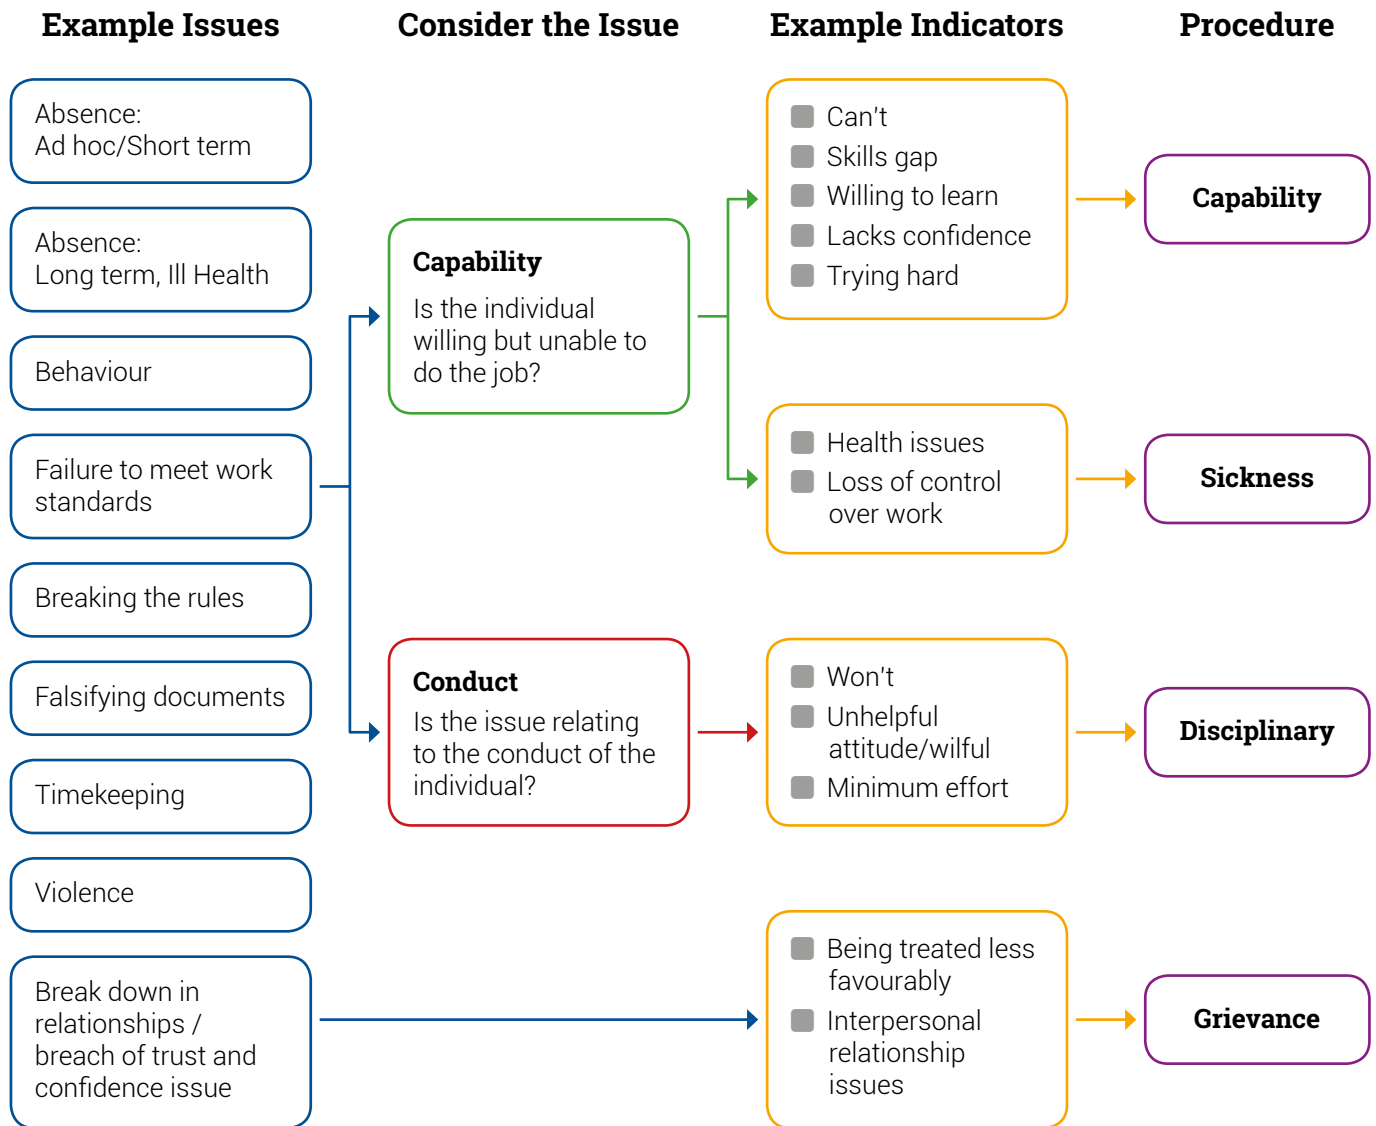 Example Issues
Consider the Issue
Example Indicators
Procedure
Absence:
Ad hoc/Short term
Absence:
Long term, Ill Health
Behaviour
Failure to meet work
standards
Breaking the rules
Falsifying documents
Timekeeping
Violence
Break down in
relationships /
breach of trust and
confidence issue
Capability
Is the individual
willing but unable to
do the job?
Conduct
Is the issue relating
to the conduct of the
individual?
Can't
Skills gap
Willing to learn
Lacks confidence
Trying hard
Health issues
Loss of control
over work
Won't
Unhelpful
attitude/wilful
Minimum effort
Being treated less
favourably
Interpersonal
relationship
issues
Capability
Sickness
Disciplinary
Grievance